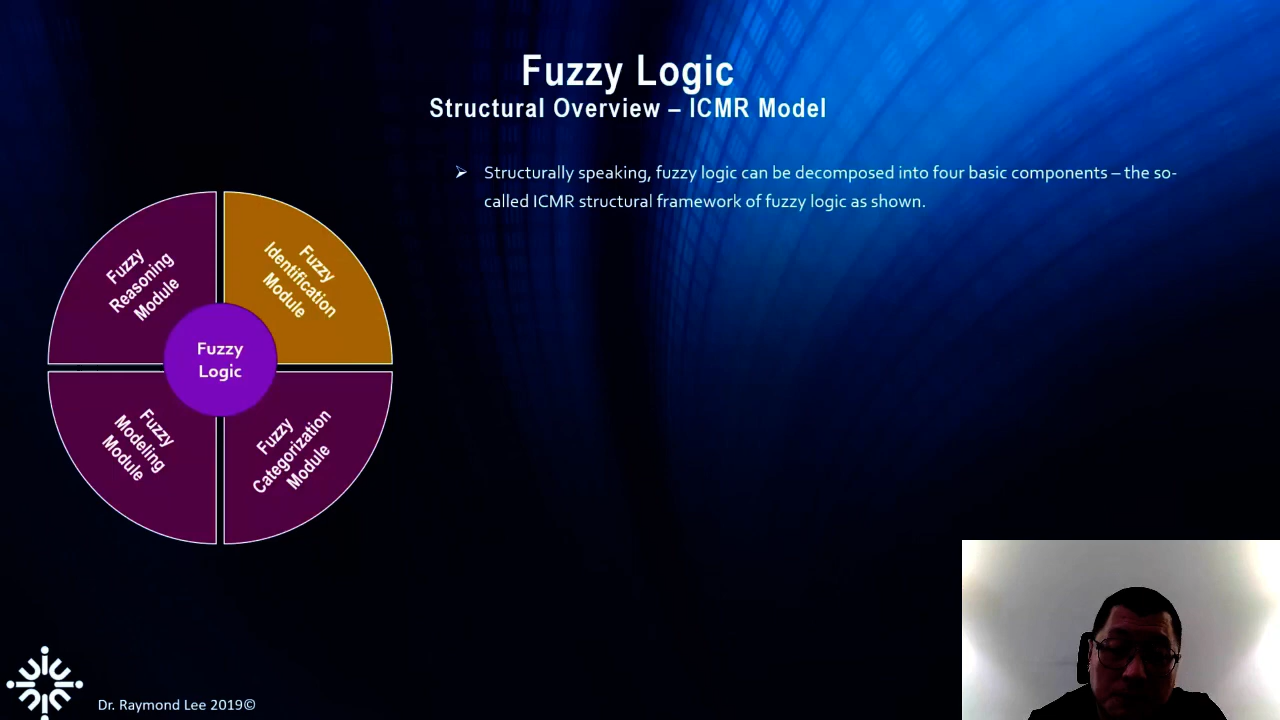 Fuzzy Logic
Structural Overview – ICMR Model
➢ Structurally speaking, fuzzy logic can be decomposed into four basic components – the so-
called ICMR structural framework of fuzzy logic as shown.
Fuzzy
Reasoning
Module
Fuzzy
Identification
Module
Fuzzy
Logic
Fuzzy
Modeling
Module
Fuzzy
Categorization
Module
Dr. Raymond Lee 2019©